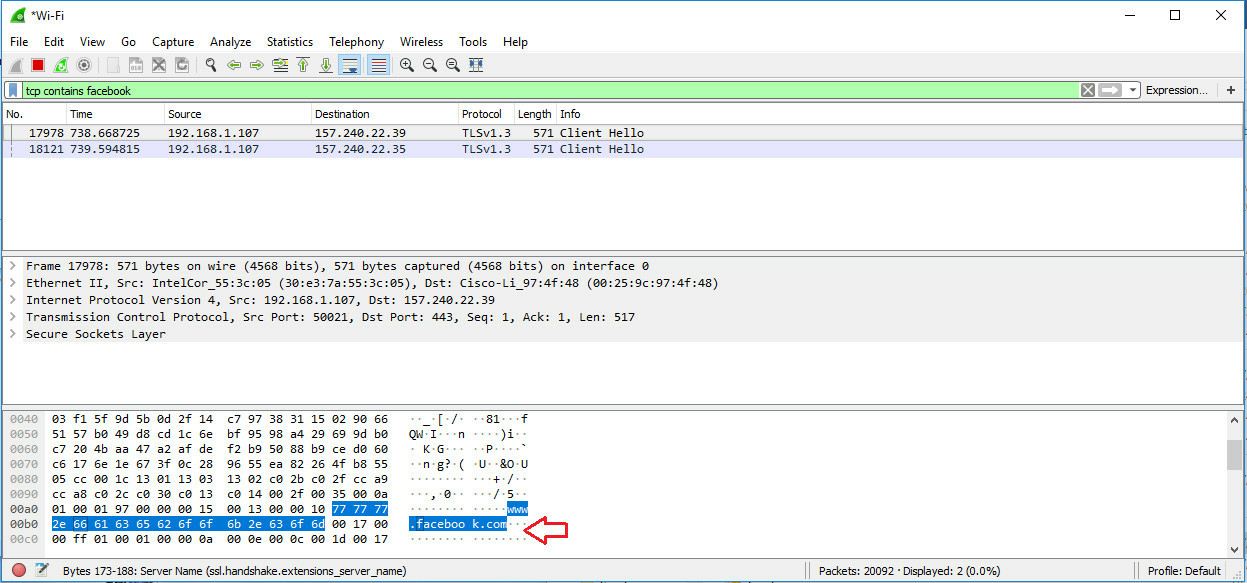 *Wi-Fi
File Edit View Go Capture Analyze Statistics Telephony Wireless Tools Help
tcp contains facebook Expression... +
No. Time Source Destination Protocol Length Info
17978 738.668725 192.168.1.107 157.240.22.39 TLSv1.3 571 Client Hello
18121 739.594815 192.168.1.107 157.240.22.35 TLSv1.3 571 Client Hello
Frame 17978: 571 bytes on wire (4568 bits), 571 bytes captured (4568 bits) on interface 0
Ethernet II, Src: IntelCor_55:3c:05 (30:e3:7a:55:3c:05), Dst: Cisco-Li_97:4f:48 (00:25:9c:97:4f:48)
Internet Protocol Version 4, Src: 192.168.1.107, Dst: 157.240.22.39
Transmission Control Protocol, Src Port: 50021, Dst Port: 443, Seq: 1, Ack: 1, Len: 517
Secure Sockets Layer
0040 03 f1 5f 9d 5b 0d 2f 14 c7 97 38 31 15 02 90 66 ··_·[·/· ··81···f
0050 51 57 b0 49 d8 cd 1c 6e bf 95 98 a4 29 69 9d b0 QW·I···n ····)i··
0060 c7 20 4b aa 47 a2 af de f2 b9 50 88 b9 ce d0 60 · K·G··· ··P····`
0070 c6 17 6e 1e 67 3f 0c 28 96 55 ea 82 26 4f b8 55 ··n·g?·( ·U··&O·U
0080 05 cc 00 1c 13 01 13 03 13 02 c0 2b c0 2f cc a9 ········ ···+·/··
0090 cc a8 c0 2c c0 30 c0 13 c0 14 00 2f 00 35 00 0a ···,·0·· ···/·5··
00a0 01 00 01 97 00 00 00 15 00 13 00 00 10 77 77 77 ········ ·····www
00b0 2e 66 61 63 65 62 6f 6f 6b 2e 63 6f 6d 00 17 00 .faceboo k.com···
00c0 00 ff 01 00 01 00 00 0a 00 0e 00 0c 00 1d 00 17 ········ ········
Bytes 173-188: Server Name (ssl.handshake.extensions_server_name) Packets: 20092 · Displayed: 2 (0.0%) Profile: Default